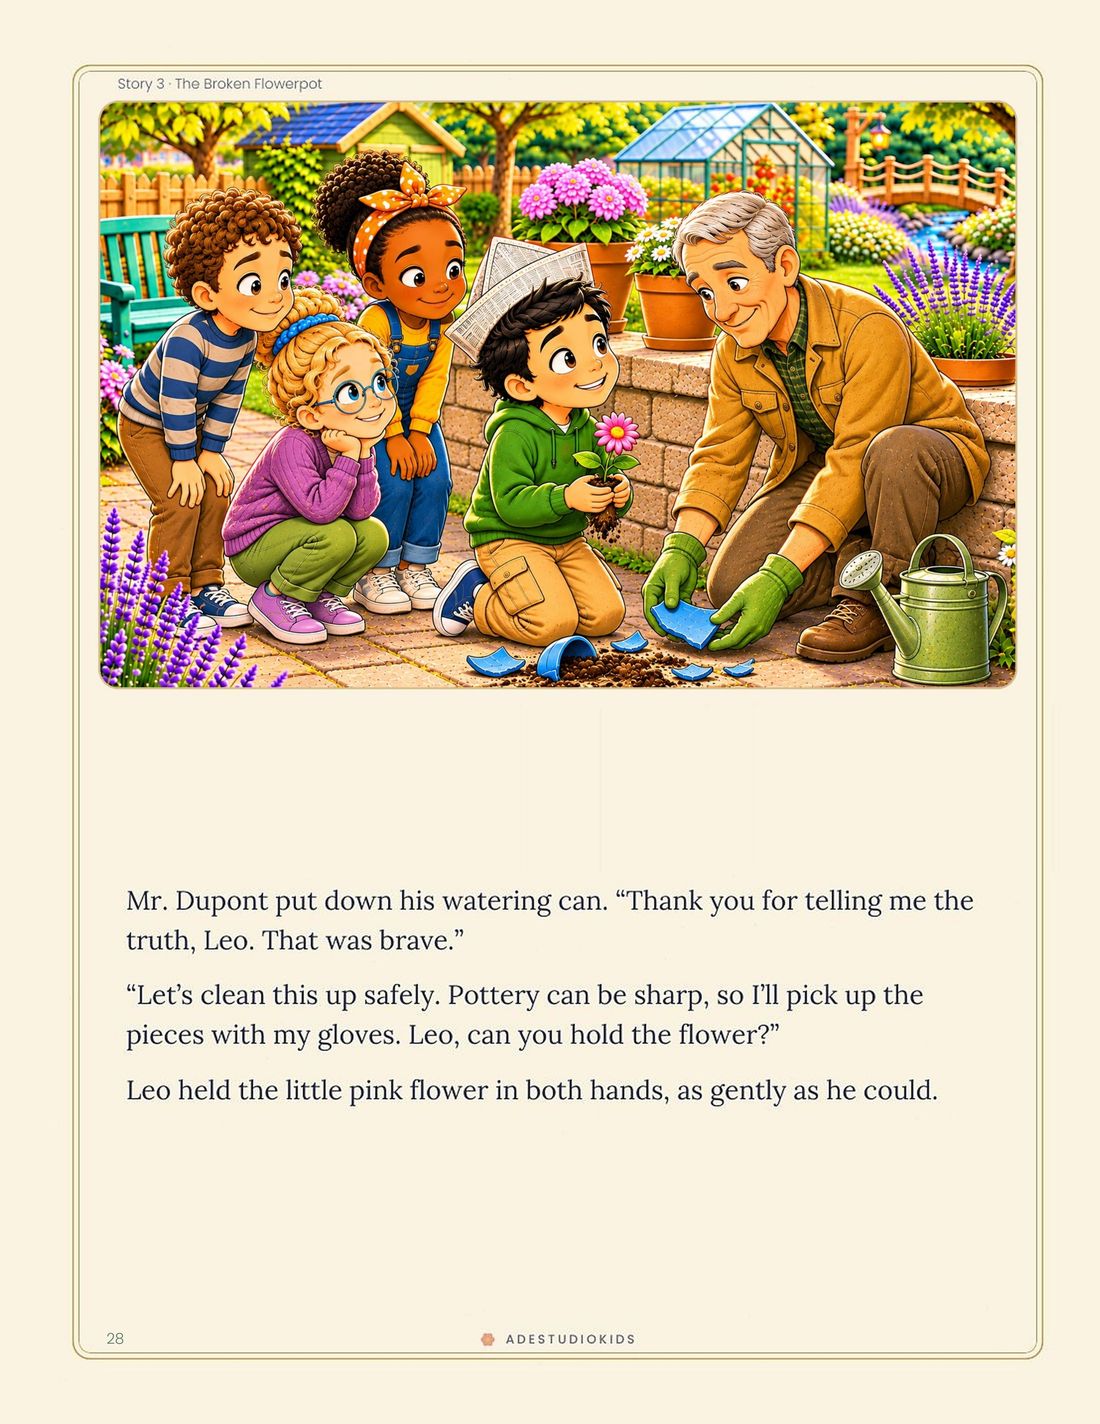 Story 3 · The Broken Flowerpot
Mr. Dupont put down his watering can. “Thank you for telling me the
truth, Leo. That was brave.”
“Let’s clean this up safely. Pottery can be sharp, so I’ll pick up the
pieces with my gloves. Leo, can you hold the flower?”
Leo held the little pink flower in both hands, as gently as he could.
28
ADESTUDIOKIDS